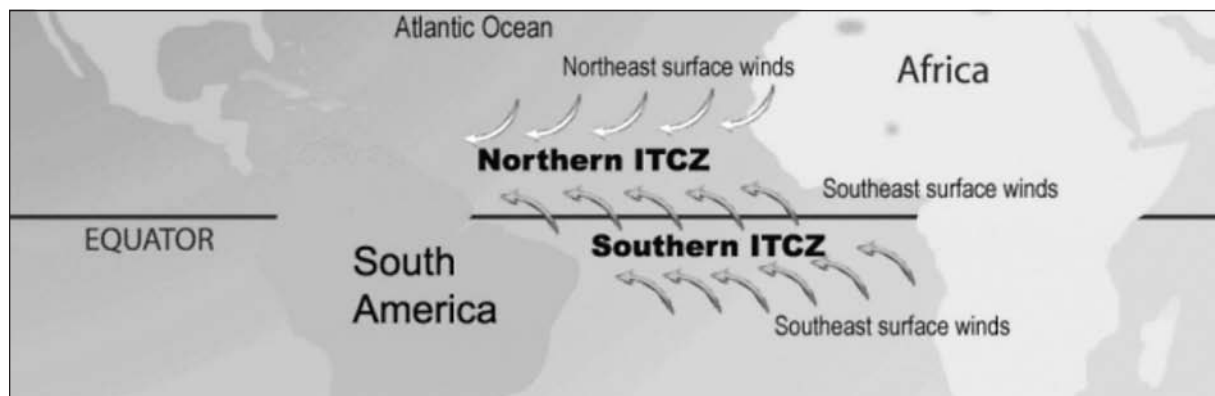 Atlantic Ocean
Northeast surface winds
Africa
Northern ITCZ
Southeast surface winds
EQUATOR
Southern ITCZ
South
America
Southeast surface winds